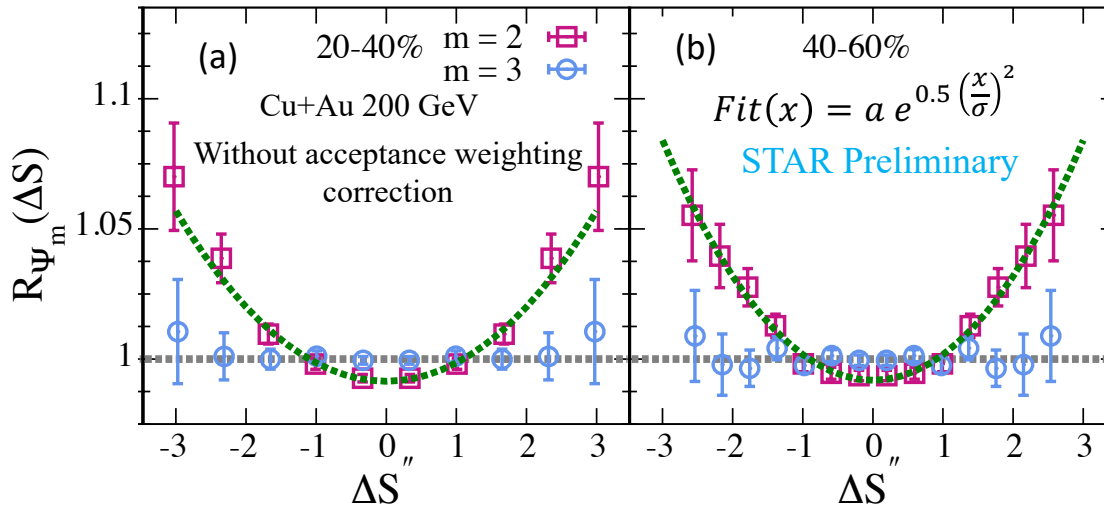 (a) 20-40%
m = 2
m = 3
Cu+Au 200 GeV
Without acceptance weighting
correction
(b) 40-60%
Fit(x) = a e^{0.5 (x/σ)^2}
STAR Preliminary
R_{Ψ_m} (ΔS)
1.1
1.05
1
-3 -2 -1 0 1 2 3
ΔS″
-3 -2 -1 0 1 2 3
ΔS″